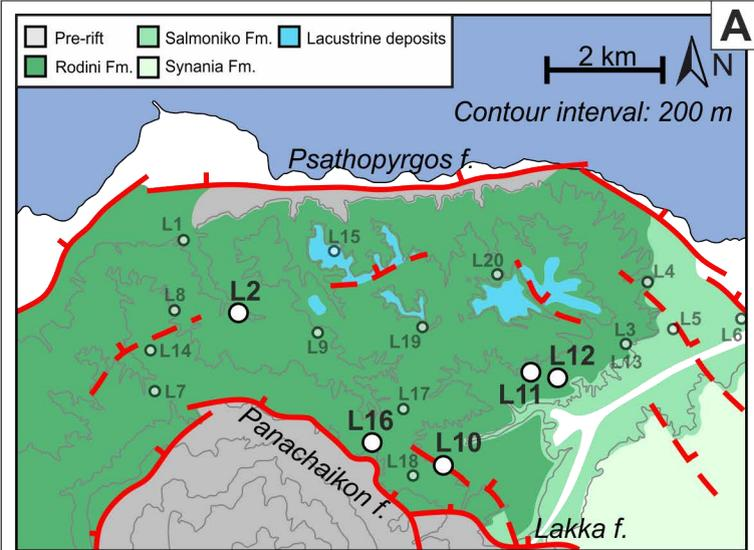 A
Pre-rift
Salmoniko Fm.
Lacustrine deposits
Rodini Fm.
Synania Fm.
2 km
N
Contour interval: 200 m
Psathopyrgos f.
L1
L15
L20
L4
L8
L2
L5
L6
L9
L19
L3
L13
L14
L12
L11
L7
L17
L16
L10
L18
Panachaikon f.
Lakka f.